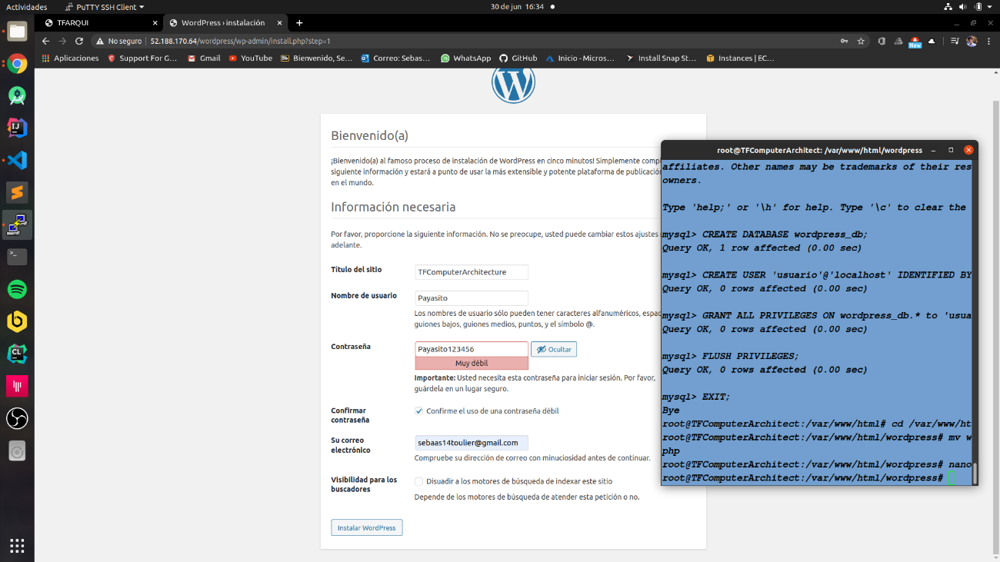 Actividades
PuTTY SSH Client
30 de jun 16:34
TFARQUI
WordPress › instalación
No seguro
52.188.170.64/wordpress/wp-admin/install.php?step=1
New
Aplicaciones
Support For G...
Gmail
YouTube
Bb Bienvenido, Se...
Correo: Sebas...
WhatsApp
GitHub
Inicio - Micros...
Install Snap St...
Instances | EC...
Bienvenido(a)
¡Bienvenido(a) al famoso proceso de instalación de WordPress en cinco minutos! Simplemente comp
siguiente información y estará a punto de usar la más extensible y potente plataforma de publicación
en el mundo.
Información necesaria
Por favor, proporcione la siguiente información. No se preocupe, usted puede cambiar estos ajustes
adelante.
Título del sitio
TFComputerArchitecture
Nombre de usuario
Payasito
Los nombres de usuario sólo pueden tener caracteres alfanuméricos, espac
guiones bajos, guiones medios, puntos, y el símbolo @.
Contraseña
Payasito123456
Ocultar
Muy débil
Importante: Usted necesita esta contraseña para iniciar sesión. Por favor,
guárdela en un lugar seguro.
Confirmar
contraseña
Confirme el uso de una contraseña débil
Su correo
electrónico
sebaas14toulier@gmail.com
Compruebe su dirección de correo con minuciosidad antes de continuar.
Visibilidad para los
buscadores
Disuadir a los motores de búsqueda de indexar este sitio
Depende de los motores de búsqueda de atender esta petición o no.
Instalar WordPress
root@TFComputerArchitect: /var/www/html/wordpress
affiliates. Other names may be trademarks of their res
owners.
Type 'help;' or '\h' for help. Type '\c' to clear the
mysql> CREATE DATABASE wordpress_db;
Query OK, 1 row affected (0.00 sec)
mysql> CREATE USER 'usuario'@'localhost' IDENTIFIED BY
Query OK, 0 rows affected (0.00 sec)
mysql> GRANT ALL PRIVILEGES ON wordpress_db.* to 'usua
Query OK, 0 rows affected (0.00 sec)
mysql> FLUSH PRIVILEGES;
Query OK, 0 rows affected (0.00 sec)
mysql> EXIT;
Bye
root@TFComputerArchitect:/var/www/html# cd /var/www/ht
root@TFComputerArchitect:/var/www/html/wordpress# mv w
php
root@TFComputerArchitect:/var/www/html/wordpress# nano
root@TFComputerArchitect:/var/www/html/wordpress#